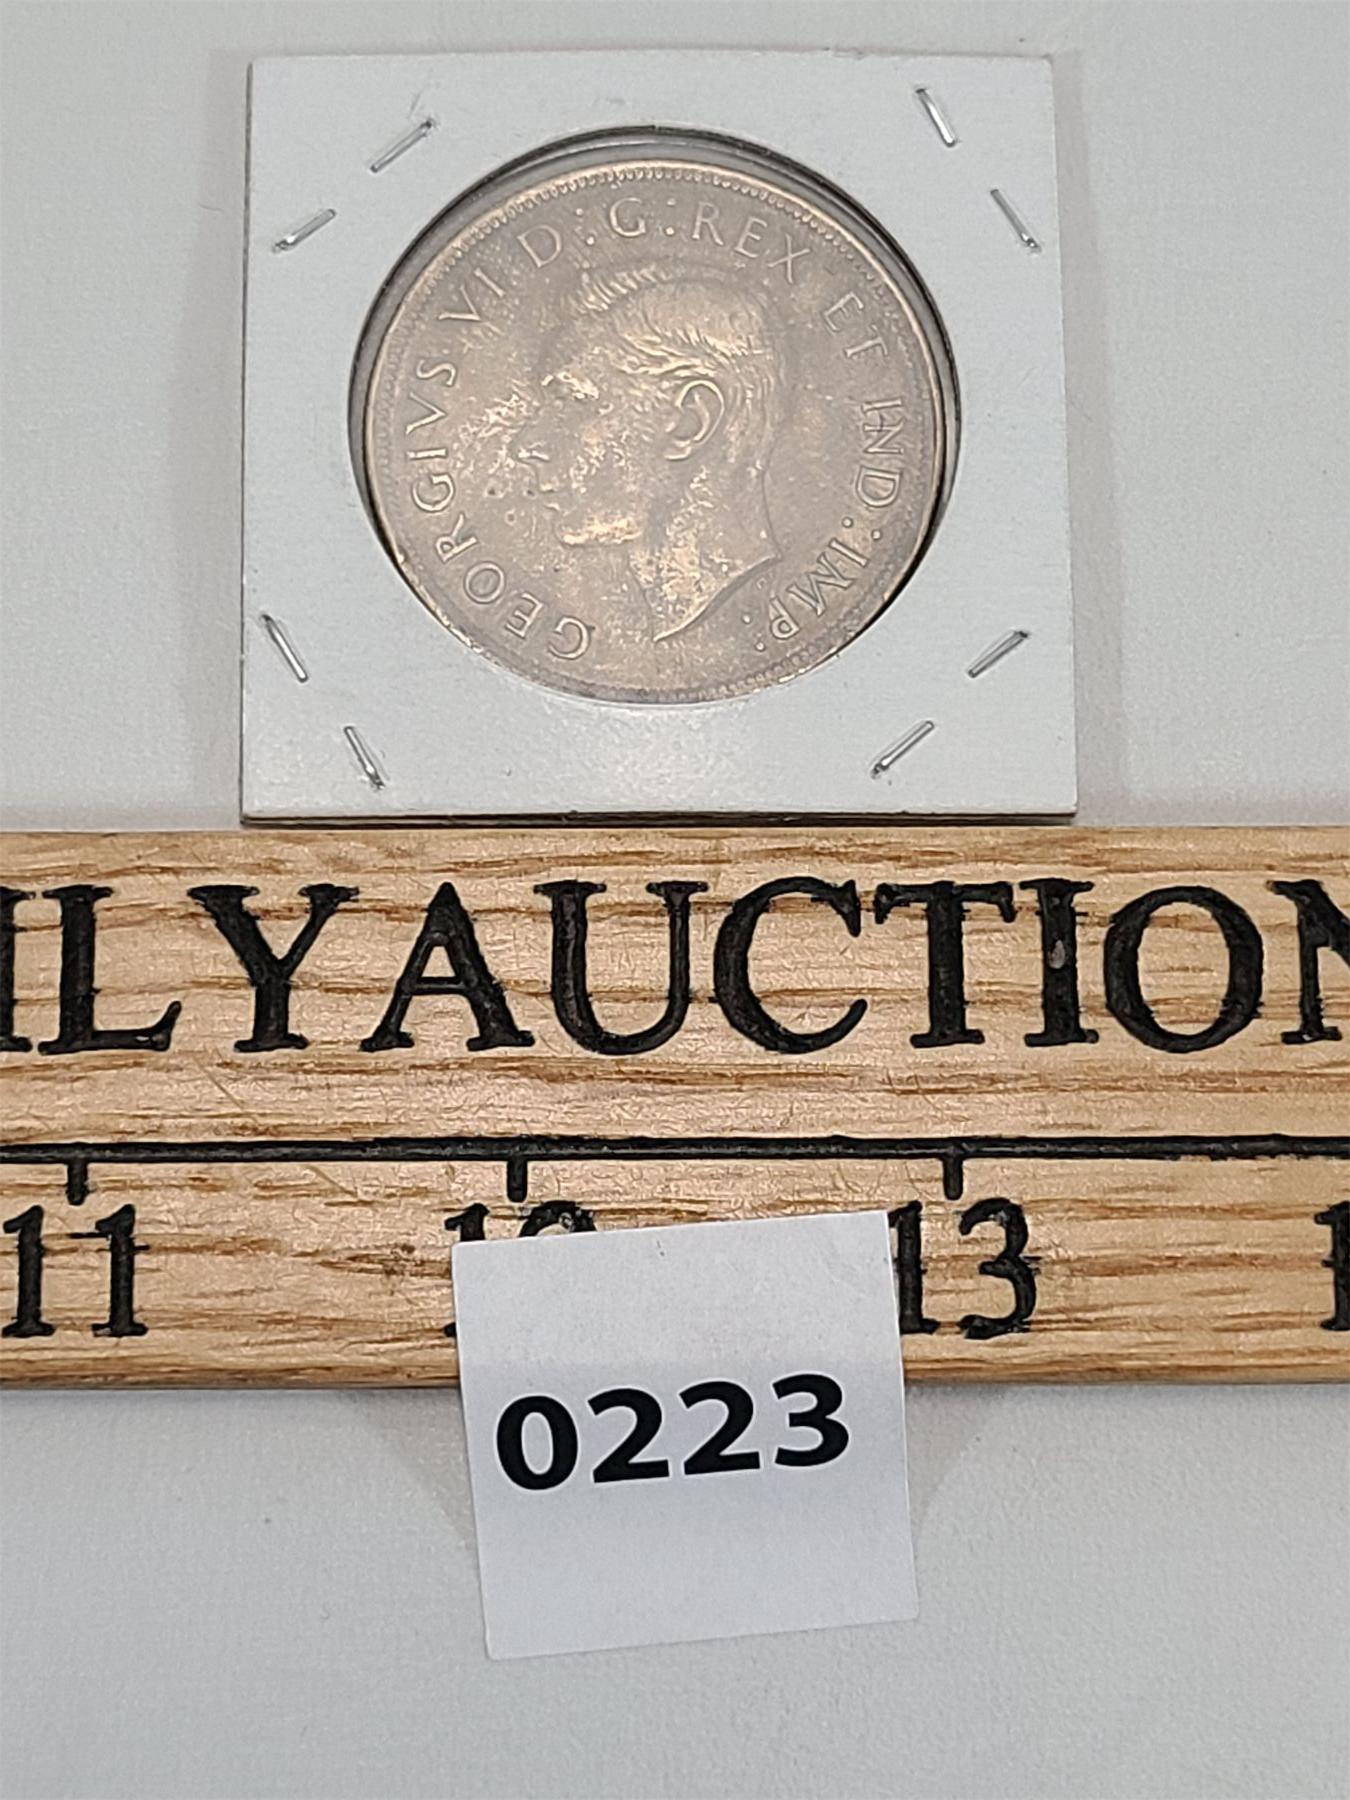 GEORGIVS VI D:G:REX ET IND:IMP:
ILYAUCTION
11
13
0223